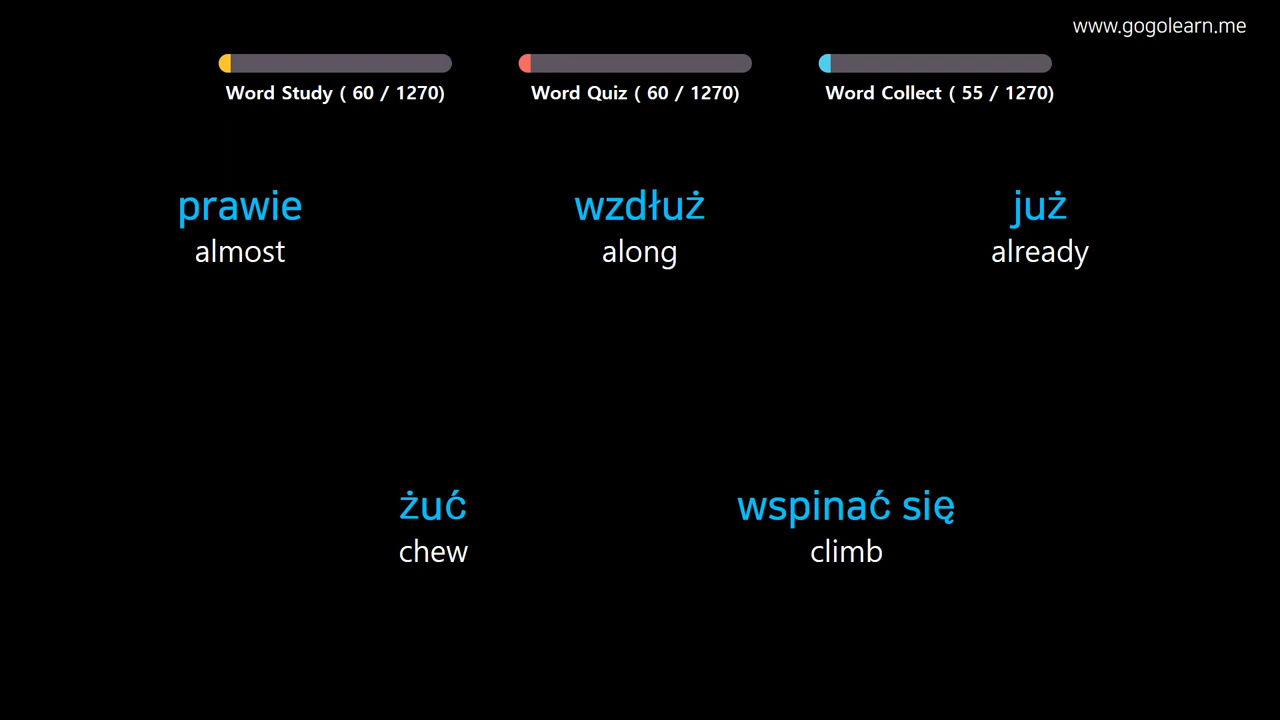 www.gogolearn.me
Word Study ( 60 / 1270)
Word Quiz ( 60 / 1270)
Word Collect ( 55 / 1270)
prawie
almost
wzdłuż
along
już
already
żuć
chew
wspinać się
climb